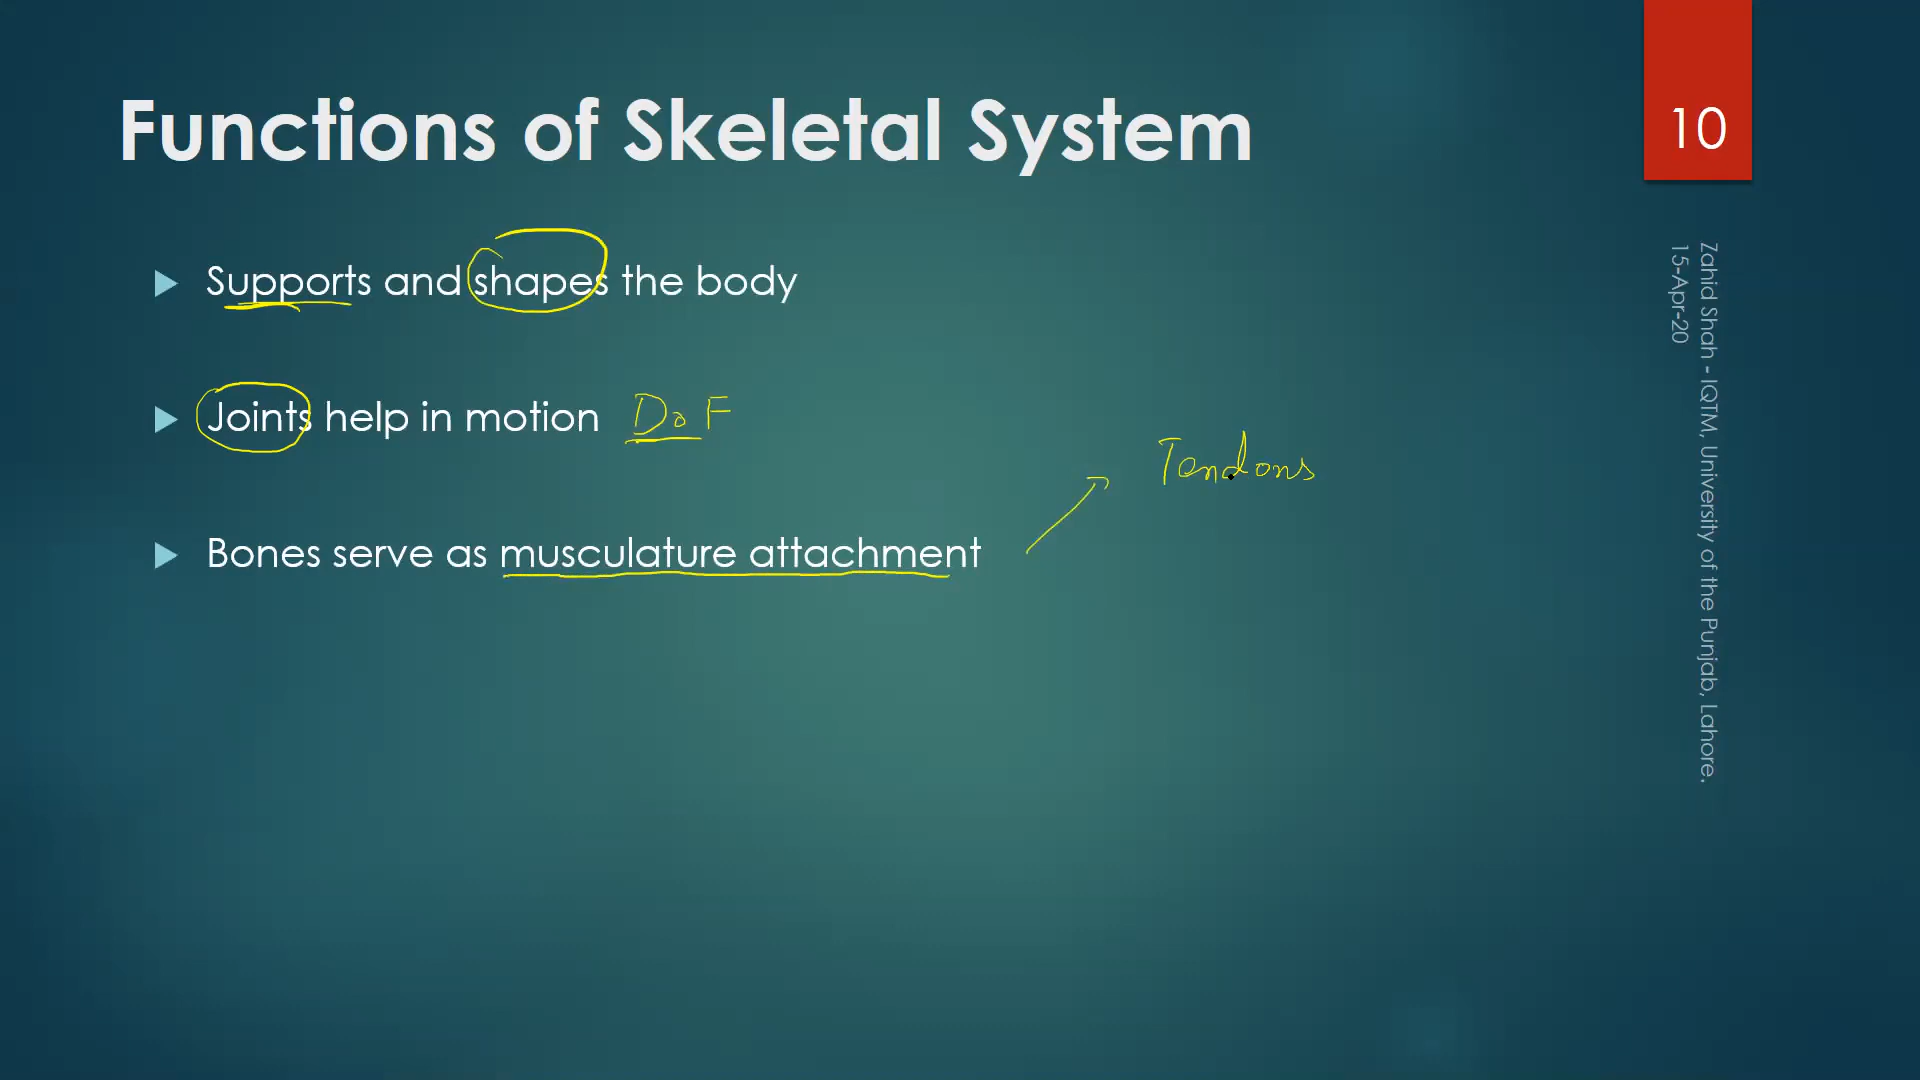 Functions of Skeletal System
10
Supports and shapes the body
Joints help in motion DoF
Tendons
Bones serve as musculature attachment
Zahid Shah - IQTM, University of the Punjab, Lahore.
15-Apr-20